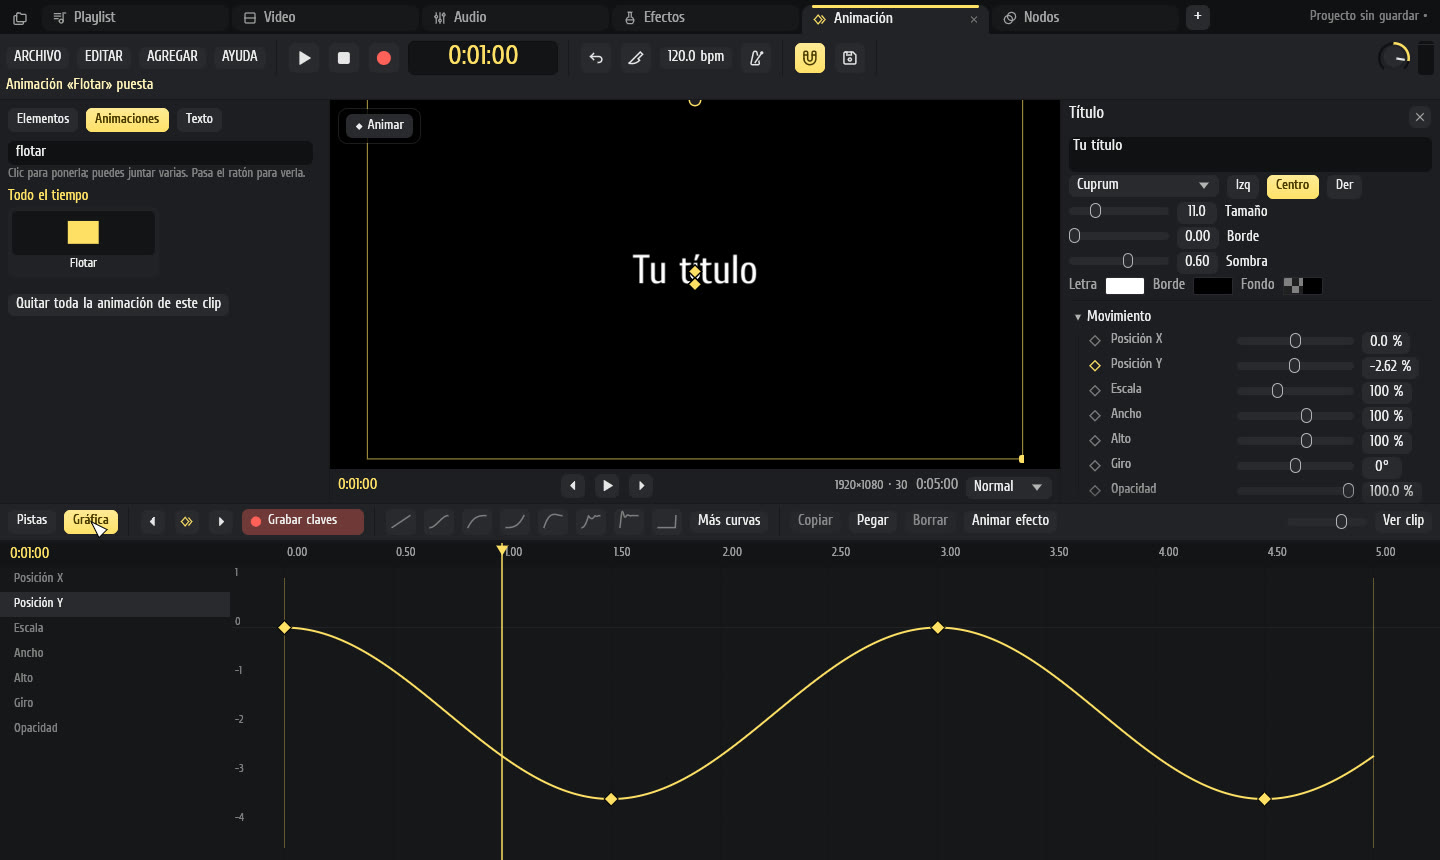 Playlist
Video
Audio
Efectos
Animación
×
Nodos
+
Proyecto sin guardar •
ARCHIVO
EDITAR
AGREGAR
AYUDA
0:01:00
120.0 bpm
Animación «Flotar» puesta
Elementos
Animaciones
Texto
flotar
Clic para ponerla; puedes juntar varias. Pasa el ratón para verla.
Todo el tiempo
Flotar
Quitar toda la animación de este clip
Animar
Tu título
0:01:00
1920×1080 · 30
0:05:00
Normal
Título
Tu título
Cuprum
Izq
Centro
Der
11.0
Tamaño
0.00
Borde
0.60
Sombra
Letra
Borde
Fondo
Movimiento
Posición X
0.0 %
Posición Y
-2.62 %
Escala
100 %
Ancho
100 %
Alto
100 %
Giro
0°
Opacidad
100.0 %
Pistas
Gráfica
Grabar claves
Más curvas
Copiar
Pegar
Borrar
Animar efecto
Ver clip
0:01:00
0.00
0.50
1.00
1.50
2.00
2.50
3.00
3.50
4.00
4.50
5.00
Posición X
Posición Y
Escala
Ancho
Alto
Giro
Opacidad
1
0
-1
-2
-3
-4